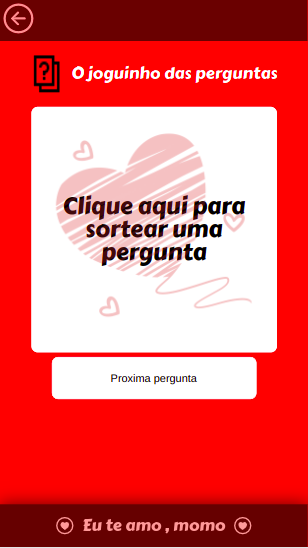 O joguinho das perguntas
Clique aqui para
sortear uma
pergunta
Proxima pergunta
Eu te amo , momo